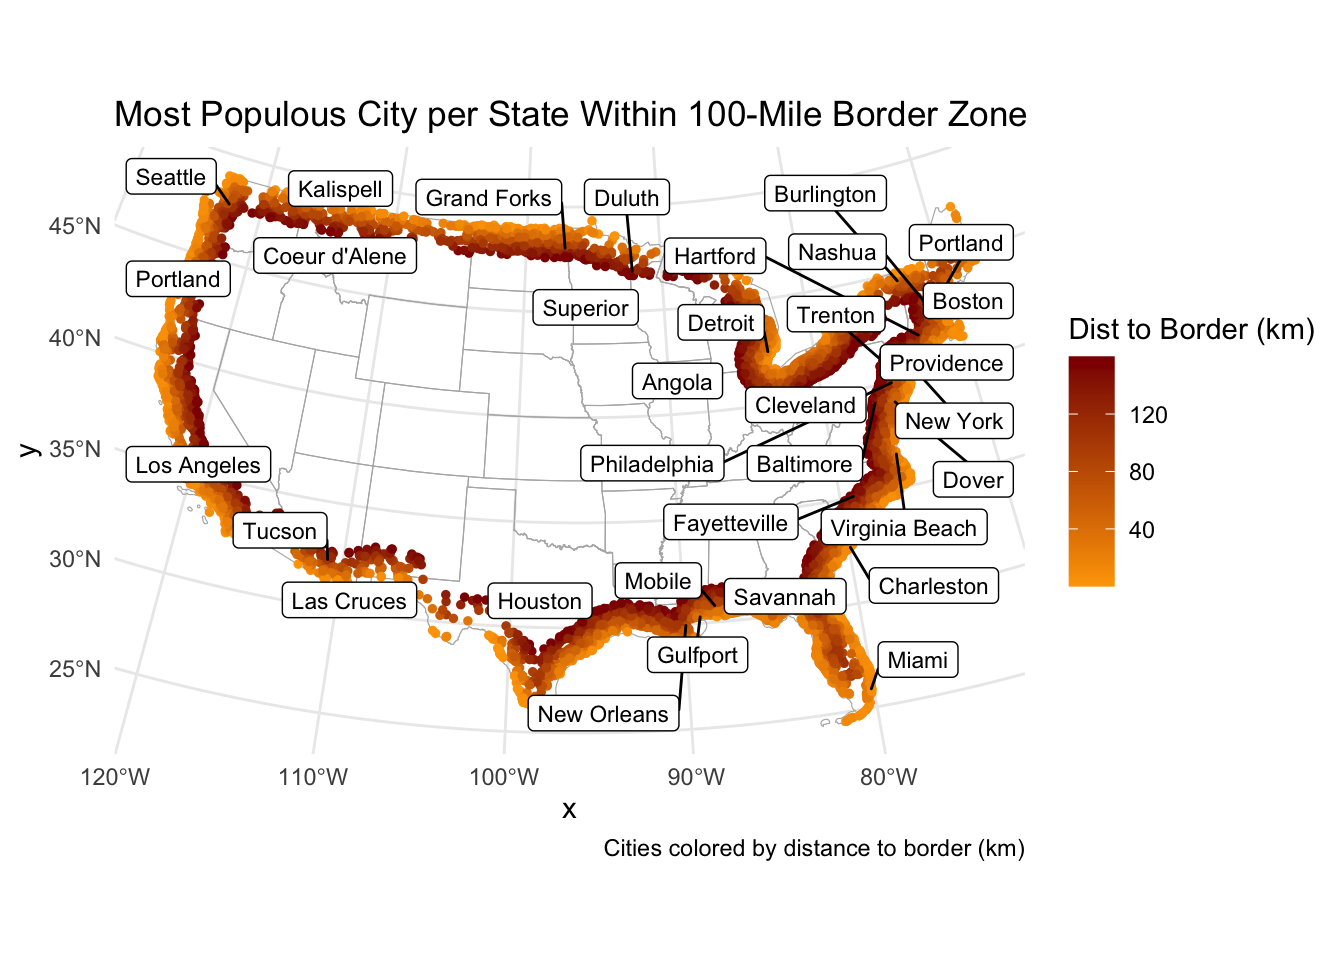 Most Populous City per State Within 100-Mile Border Zone
Seattle
Kalispell
Grand Forks
Duluth
Burlington
45°N
Coeur d'Alene
Hartford
Nashua
Portland
Portland
Superior
Detroit
Trenton
Boston
Dist to Border (km)
40°N
Angola
Providence
Cleveland
120
New York
80
35°N
Los Angeles
Philadelphia
Baltimore
Dover
40
Tucson
Fayetteville
Virginia Beach
30°N
Las Cruces
Houston
Mobile
Savannah
Charleston
25°N
Gulfport
Miami
New Orleans
y
120°W
110°W
100°W
90°W
80°W
x
Cities colored by distance to border (km)